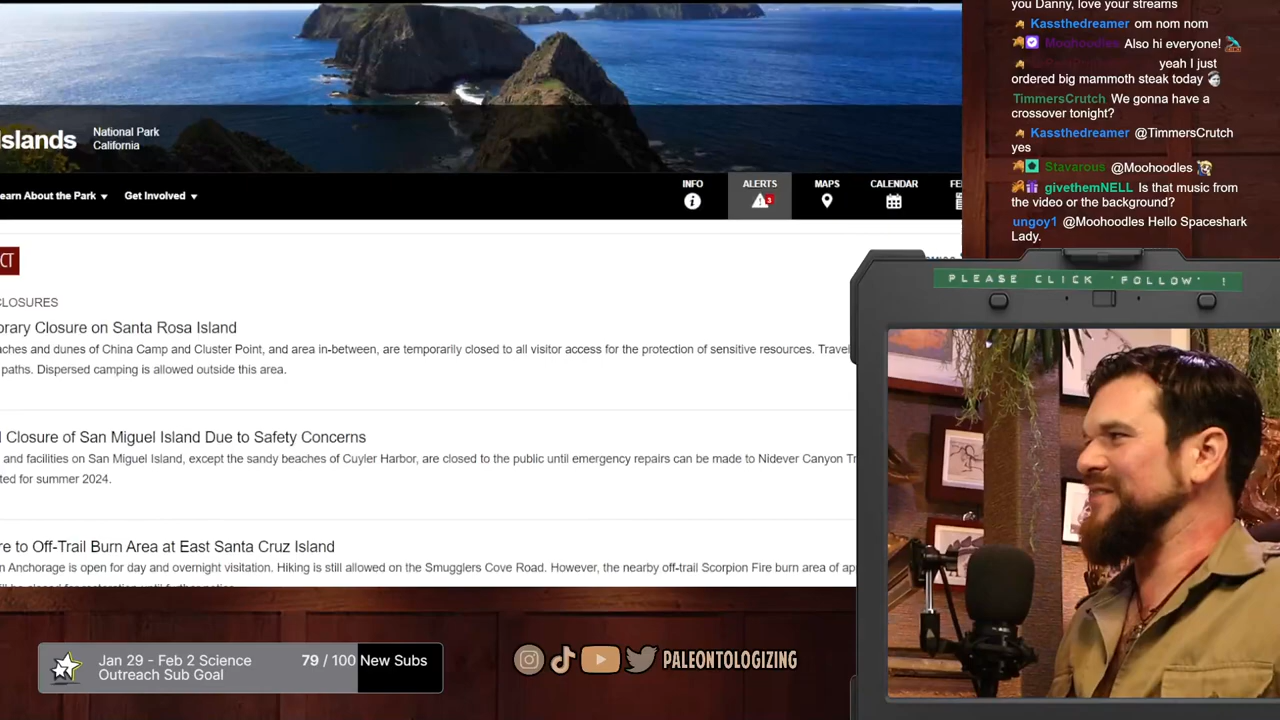 you Danny, love your streams
Kassthedreamer om nom nom
Moohoodles Also hi everyone!
yeah I just
ordered big mammoth steak today
TimmersCrutch We gonna have a
crossover tonight?
Kassthedreamer @TimmersCrutch
yes
Stavarous @Moohoodles
givethemNELL Is that music from
the video or the background?
ungoy1 @Moohoodles Hello Spaceshark
Lady.
slands
National Park
California
earn About the Park
Get Involved
INFO
ALERTS
3
MAPS
CALENDAR
FE
CT
CLOSURES
orary Closure on Santa Rosa Island
aches and dunes of China Camp and Cluster Point, and area in-between, are temporarily closed to all visitor access for the protection of sensitive resources. Travel
paths. Dispersed camping is allowed outside this area.
l Closure of San Miguel Island Due to Safety Concerns
and facilities on San Miguel Island, except the sandy beaches of Cuyler Harbor, are closed to the public until emergency repairs can be made to Nidever Canyon Tr
ted for summer 2024.
re to Off-Trail Burn Area at East Santa Cruz Island
n Anchorage is open for day and overnight visitation. Hiking is still allowed on the Smugglers Cove Road. However, the nearby off-trail Scorpion Fire burn area of ap
PLEASE CLICK 'FOLLOW' !
Jan 29 - Feb 2 Science
Outreach Sub Goal
79 / 100 New Subs
PALEONTOLOGIZING